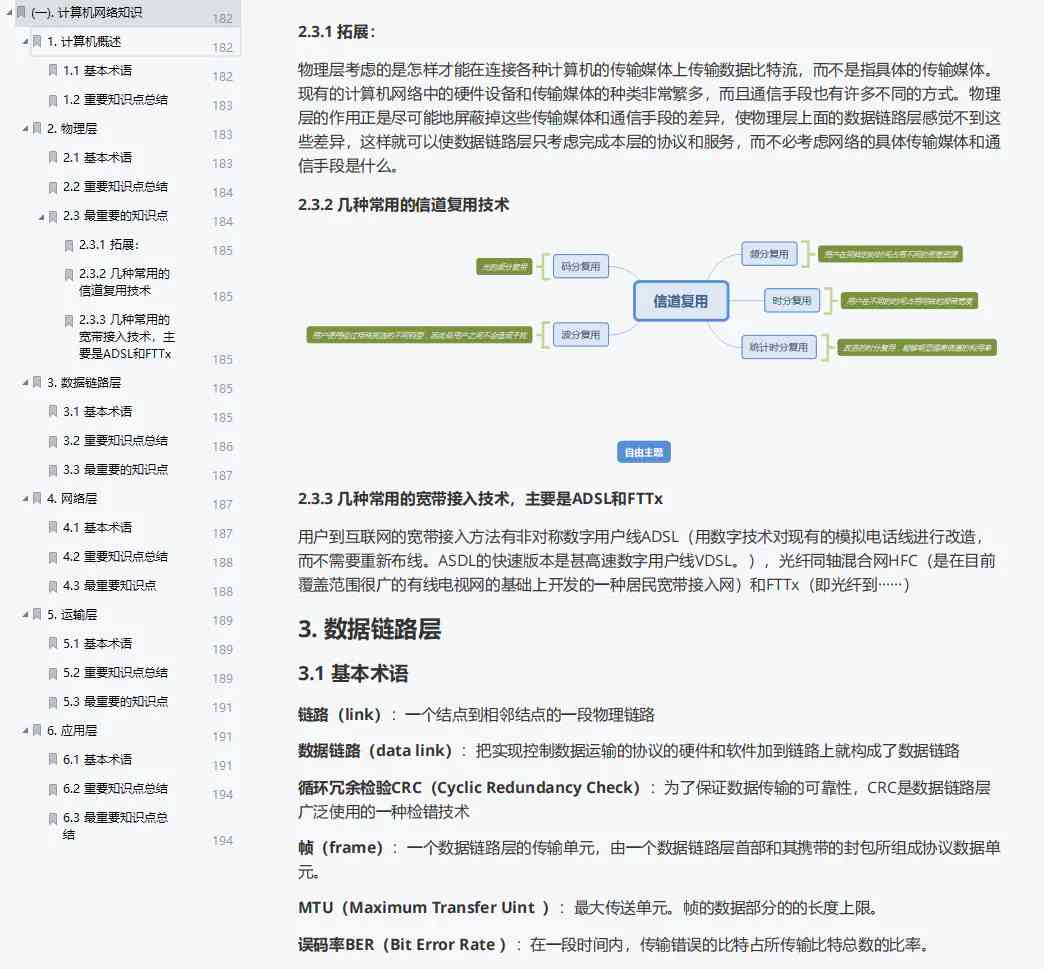 (一). 计算机网络知识 182
1. 计算机概述 182
1.1 基本术语 182
1.2 重要知识点总结 183
2. 物理层 183
2.1 基本术语 183
2.2 重要知识点总结 184
2.3 最重要的知识点 184
2.3.1 拓展: 185
2.3.2 几种常用的
信道复用技术 185
2.3.3 几种常用的
宽带接入技术，主
要是ADSL和FTTx 185
3. 数据链路层 185
3.1 基本术语 185
3.2 重要知识点总结 186
3.3 最重要的知识点 187
4. 网络层 187
4.1 基本术语 187
4.2 重要知识点总结 188
4.3 最重要知识点 188
5. 运输层 189
5.1 基本术语 189
5.2 重要知识点总结 189
5.3 最重要的知识点 191
6. 应用层 191
6.1 基本术语 191
6.2 重要知识点总结 194
6.3 最重要知识点总
结 194
2.3.1 拓展：
物理层考虑的是怎样才能在连接各种计算机的传输媒体上传输数据比特流，而不是指具体的传输媒体。
现有的计算机网络中的硬件设备和传输媒体的种类非常繁多，而且通信手段也有许多不同的方式。物理
层的作用正是尽可能地屏蔽掉这些传输媒体和通信手段的差异，使物理层上面的数据链路层感觉不到这
些差异，这样就可以使数据链路层只考虑完成本层的协议和服务，而不必考虑网络的具体传输媒体和通
信手段是什么。
2.3.2 几种常用的信道复用技术
信道复用
码分复用
光的频分复用
波分复用
频分复用
时分复用
统计时分复用
自由主题
2.3.3 几种常用的宽带接入技术，主要是ADSL和FTTx
用户到互联网的宽带接入方法有非对称数字用户线ADSL（用数字技术对现有的模拟电话线进行改造，
而不需要重新布线。ASDL的快速版本是甚高速数字用户线VDSL。），光纤同轴混合网HFC（是在目前
覆盖范围很广的有线电视网的基础上开发的一种居民宽带接入网）和FTTx（即光纤到······）
3. 数据链路层
3.1 基本术语
链路（link）：一个结点到相邻结点的一段物理链路
数据链路（data link）：把实现控制数据运输的协议的硬件和软件加到链路上就构成了数据链路
循环冗余检验CRC（Cyclic Redundancy Check）：为了保证数据传输的可靠性，CRC是数据链路层
广泛使用的一种检错技术
帧（frame）：一个数据链路层的传输单元，由一个数据链路层首部和其携带的封包所组成协议数据单
元。
MTU（Maximum Transfer Uint ）：最大传送单元。帧的数据部分的的长度上限。
误码率BER（Bit Error Rate ）：在一段时间内，传输错误的比特占所传输比特总数的比率。